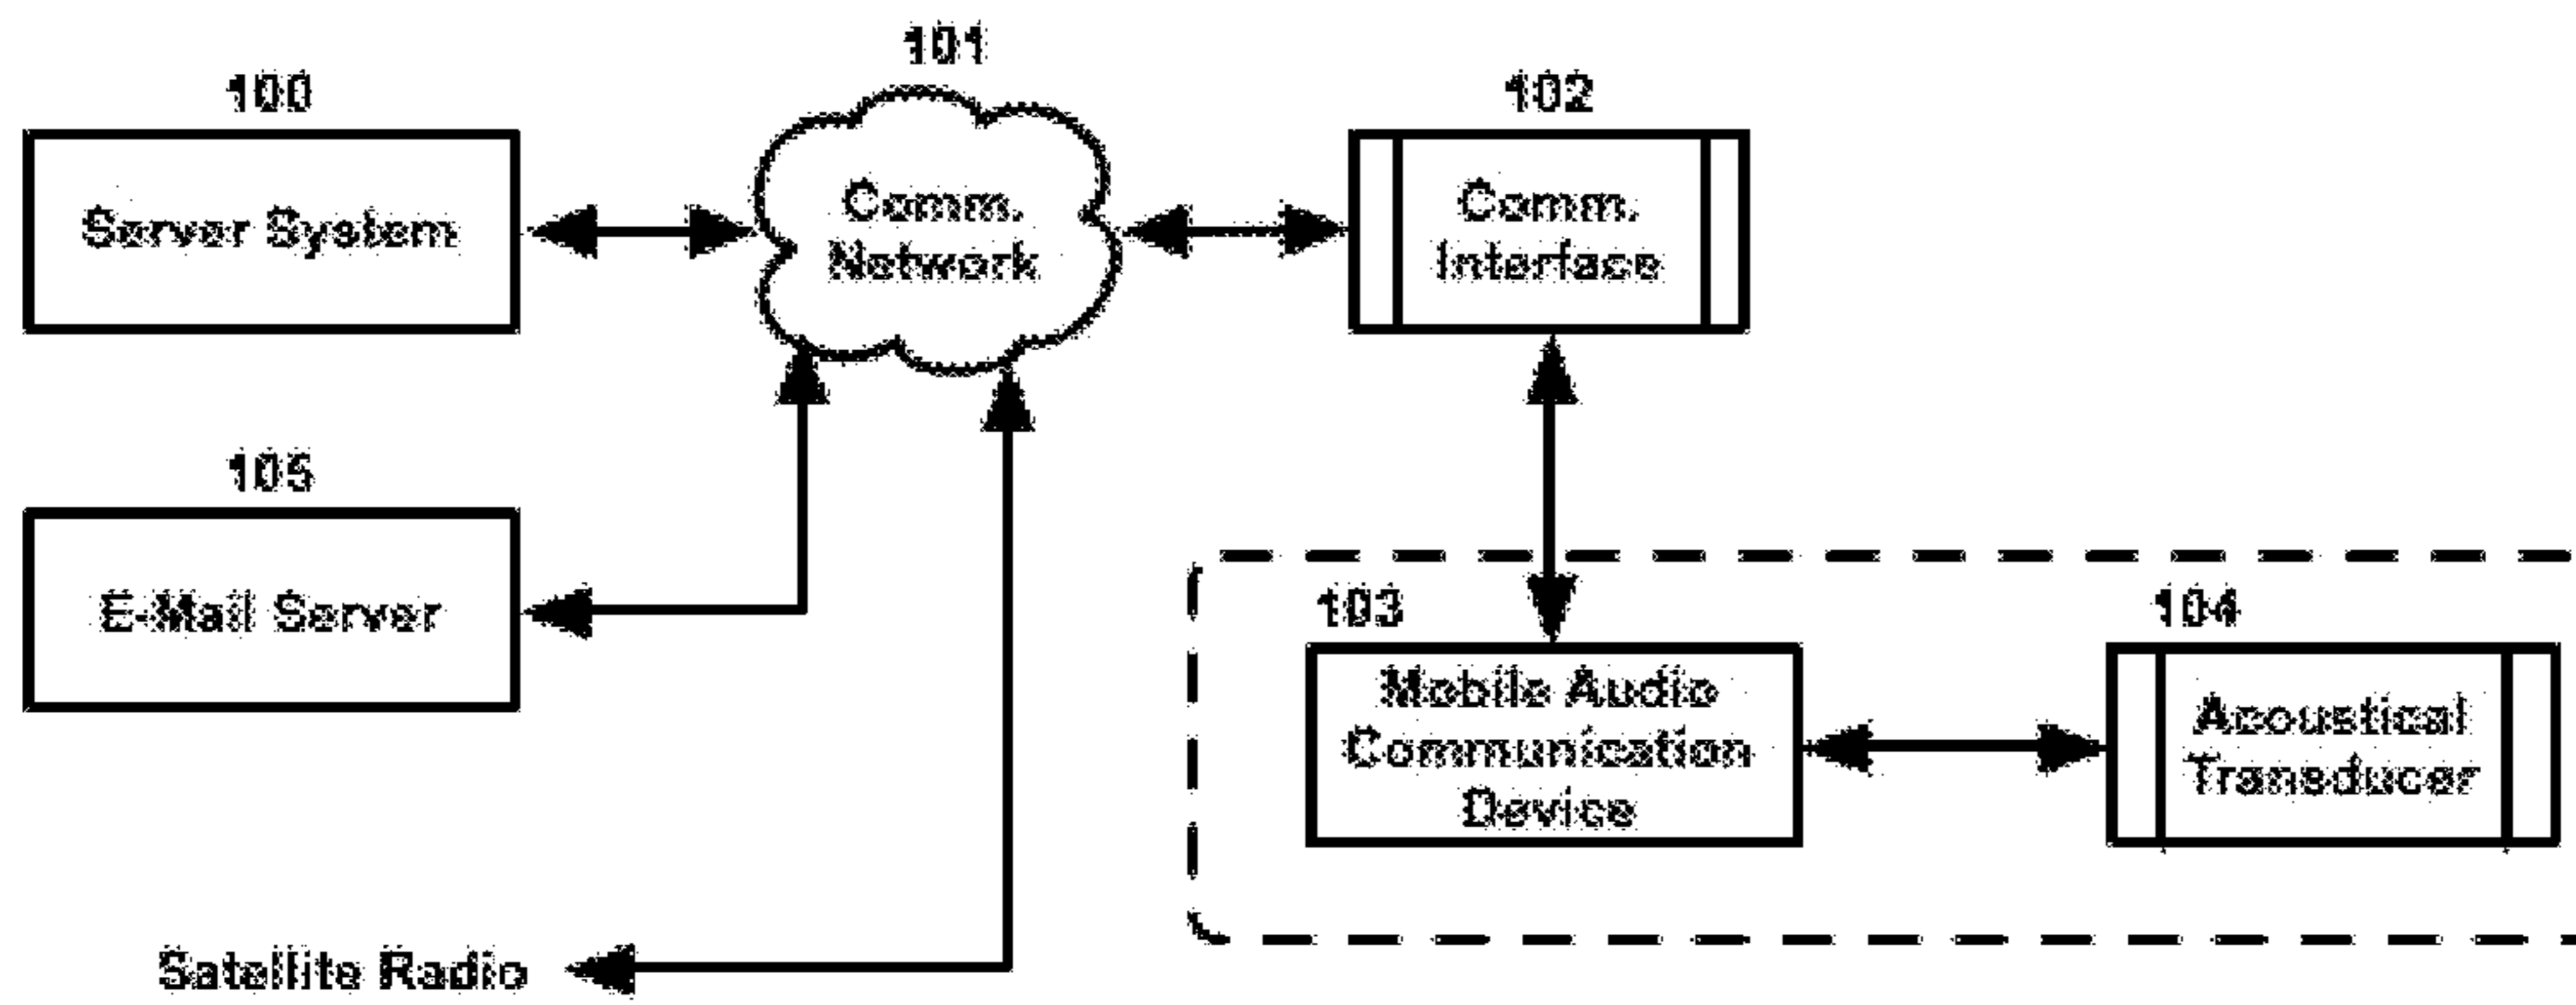 100
Server System
101
Comm.
Network
102
Comm.
Interface
105
E-Mail Server
103
Mobile Audio
Communication
Device
104
Acoustical
Transducer
Satellite Radio